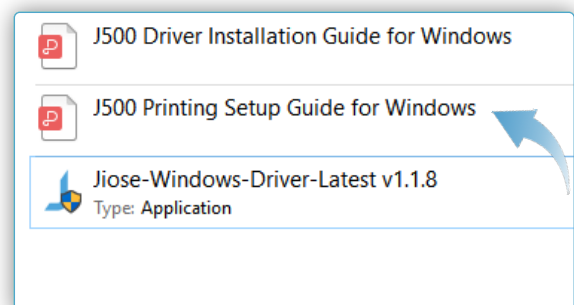 J500 Driver Installation Guide for Windows
J500 Printing Setup Guide for Windows
Jiose-Windows-Driver-Latest v1.1.8
Type: Application